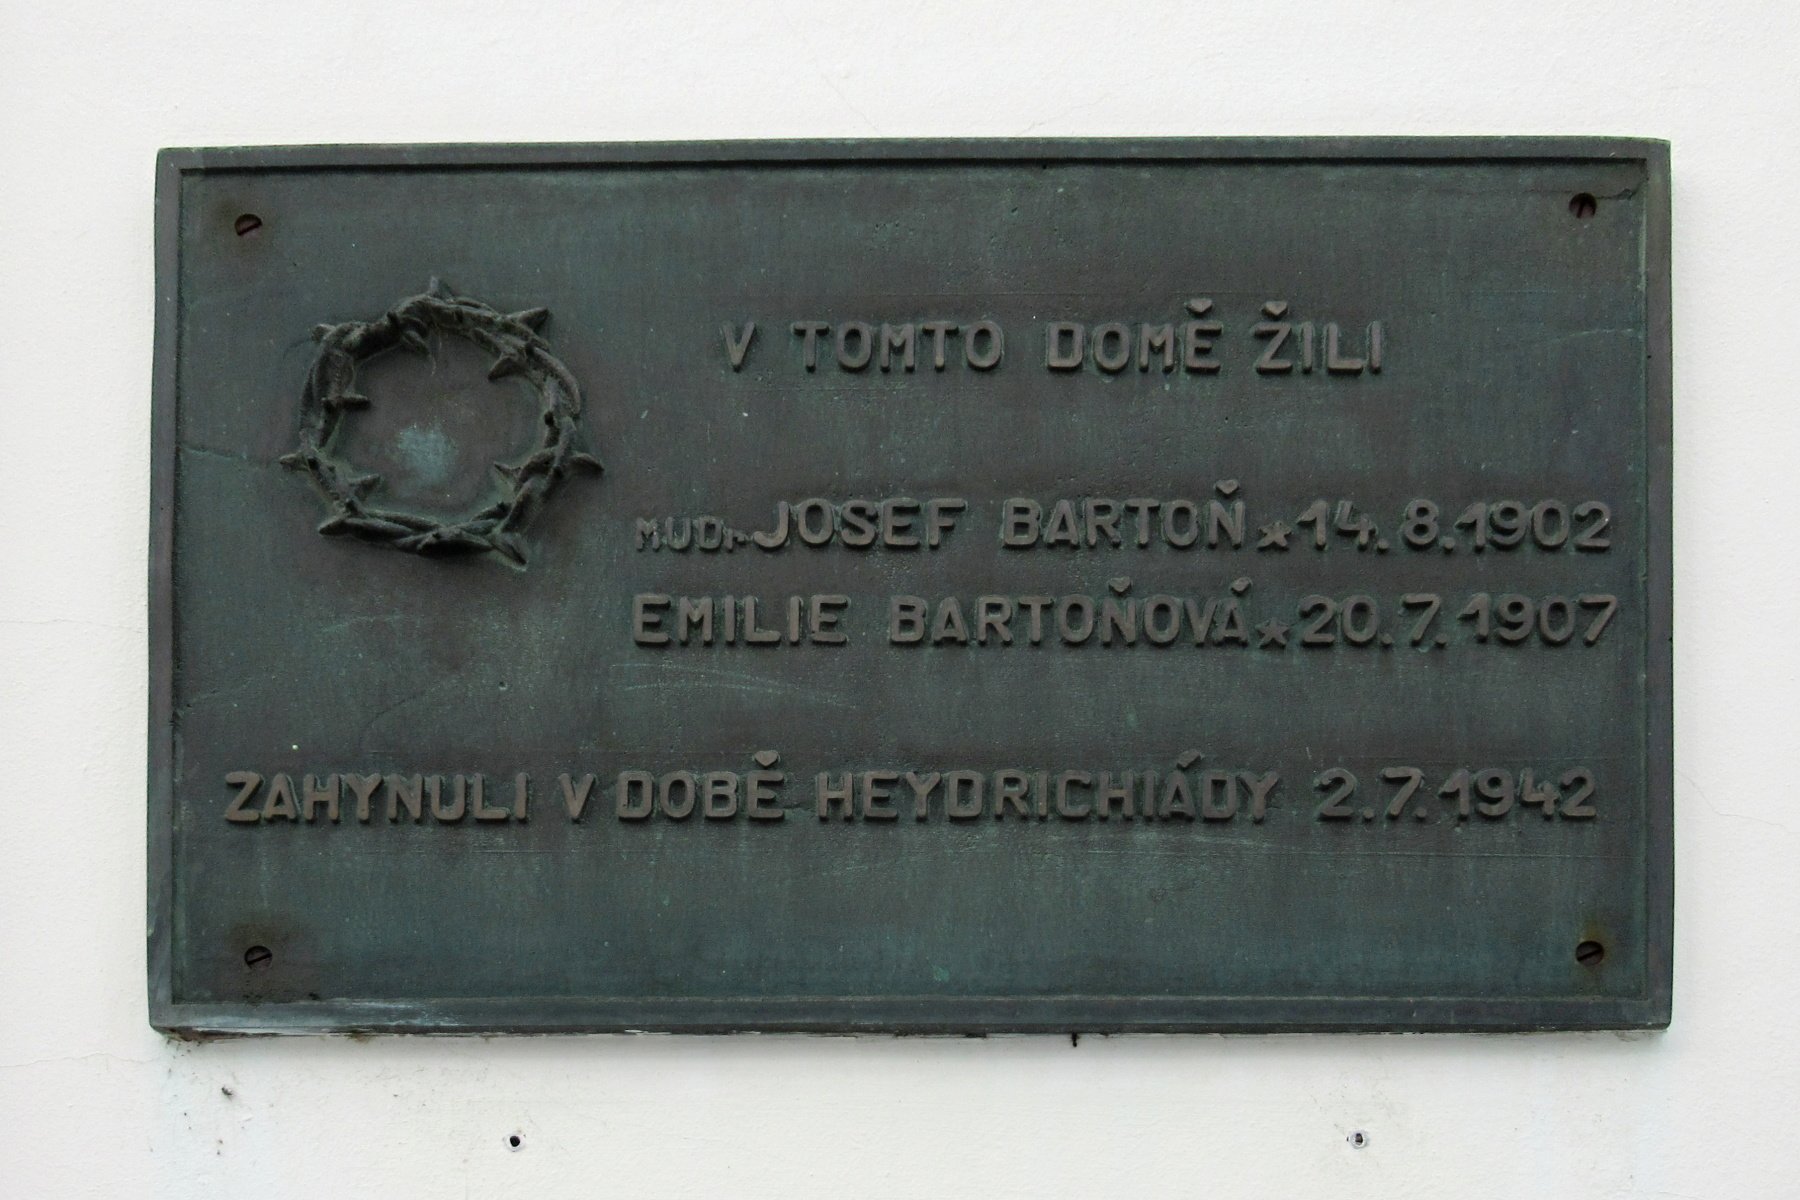 V TOMTO DOMĚ ŽILI
MUDr. JOSEF BARTOŇ *14.8.1902
EMILIE BARTOŇOVÁ *20.7.1907
ZAHYNULI V DOBĚ HEYDRICHIÁDY 2.7.1942